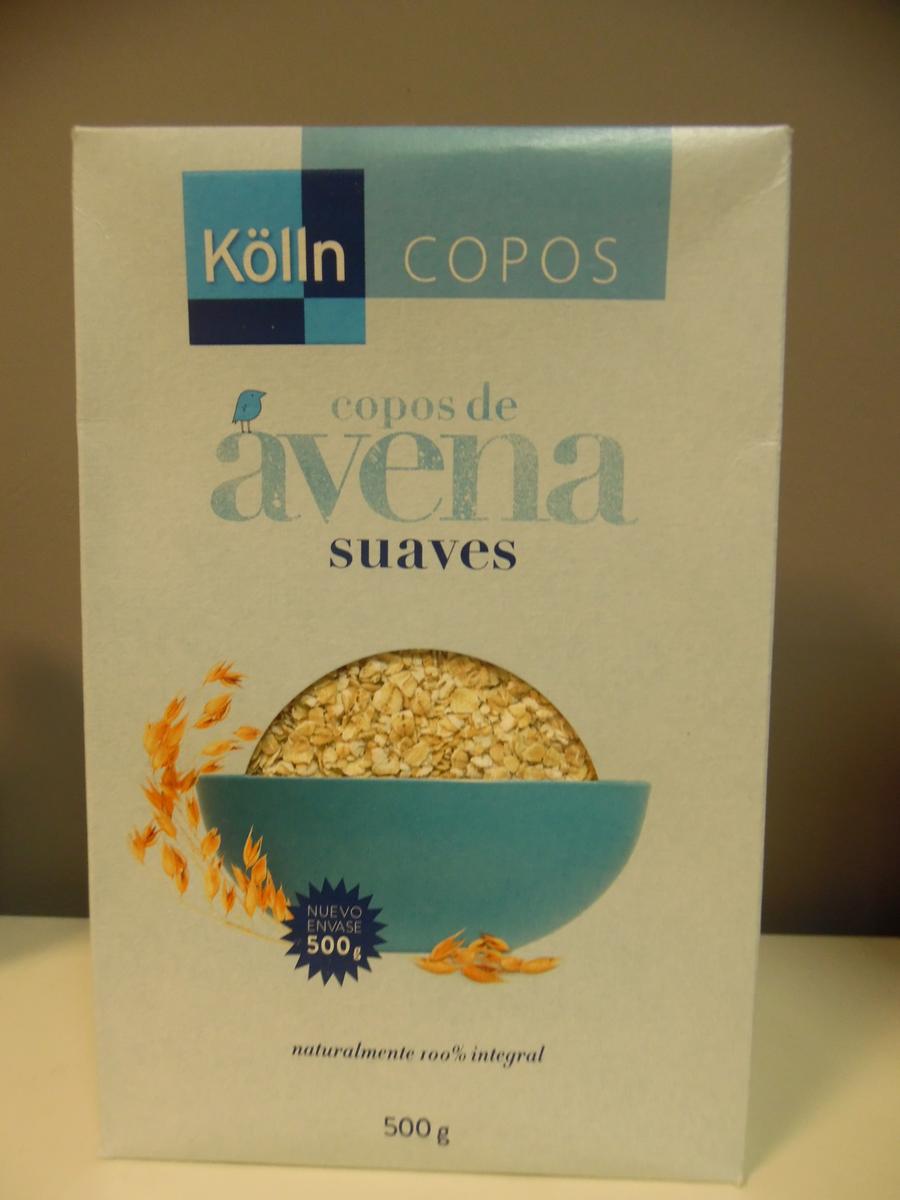 Kölln
COPOS
copos de
avena
suaves
NUEVO
ENVASE
500g
naturalmente 100% integral
500 g